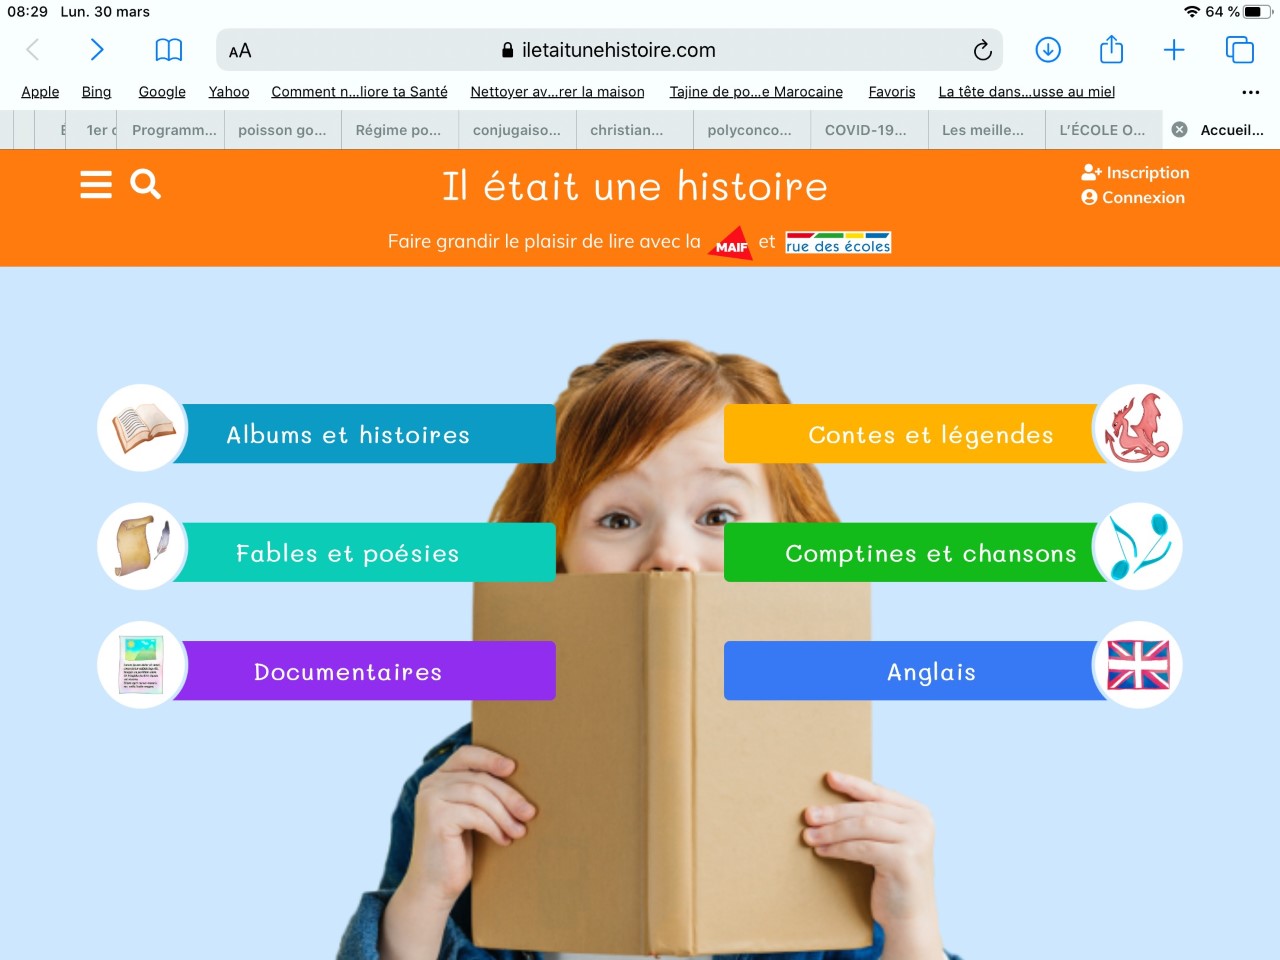 08:29 Lun. 30 mars
64 %
AA iletaitunehistoire.com
Apple Bing Google Yahoo Comment n...liore ta Santé Nettoyer av...rer la maison Tajine de po...e Marocaine Favoris La tête dans...usse au miel
1er Programm... poisson go... Régime po... conjugaiso... christian... polyconco... COVID-19... Les meille... L'ÉCOLE O... Accueil...
Il était une histoire
Inscription
Connexion
Faire grandir le plaisir de lire avec la MAIF et rue des écoles
Albums et histoires
Contes et légendes
Fables et poésies
Comptines et chansons
Documentaires
Anglais